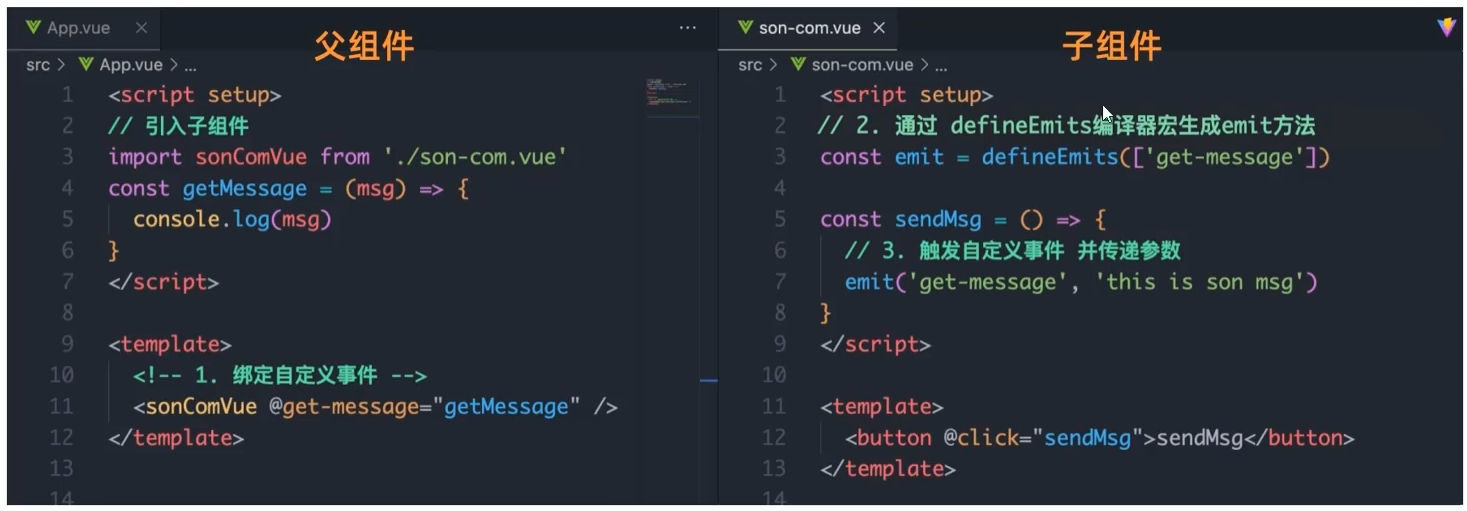 App.vue
父组件
src > App.vue > ...
1 <script setup>
2 // 引入子组件
3 import sonComVue from './son-com.vue'
4 const getMessage = (msg) => {
5   console.log(msg)
6 }
7 </script>
8
9 <template>
10   <!-- 1. 绑定自定义事件 -->
11   <sonComVue @get-message="getMessage" />
12 </template>
13
14
son-com.vue
子组件
src > son-com.vue > ...
1 <script setup>
2 // 2. 通过 defineEmits编译器宏生成emit方法
3 const emit = defineEmits(['get-message'])
4
5 const sendMsg = () => {
6   // 3. 触发自定义事件 并传递参数
7   emit('get-message', 'this is son msg')
8 }
9 </script>
10
11 <template>
12   <button @click="sendMsg">sendMsg</button>
13 </template>
14